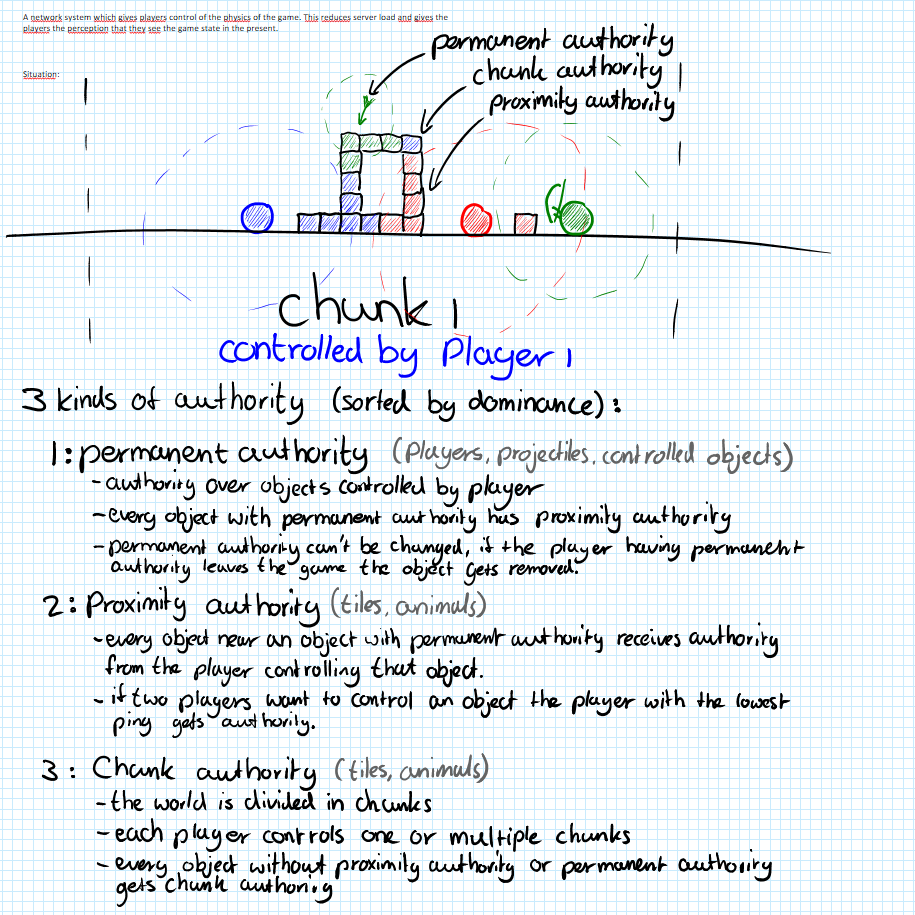 A network system which gives players control of the physics of the game. This reduces server load and gives the
players the perception that they see the game state in the present.
Situation:
permanent authority
chunk authority
proximity authority
chunk 1
controlled by Player 1
3 kinds of authority (sorted by dominance):
1: permanent authority (Players, projectiles, controlled objects)
- authority over objects controlled by player
- every object with permanent authority has proximity authority
- permanent authority can't be changed, if the player having permanent
authority leaves the game the object gets removed.
2: Proximity authority (tiles, animals)
- every object near an object with permanent authority receives authority
from the player controlling that object.
- if two players want to control an object the player with the lowest
ping gets authority.
3: Chunk authority (tiles, animals)
- the world is divided in chunks
- each player controls one or multiple chunks
- every object without proximity authority or permanent authority
gets chunk authority